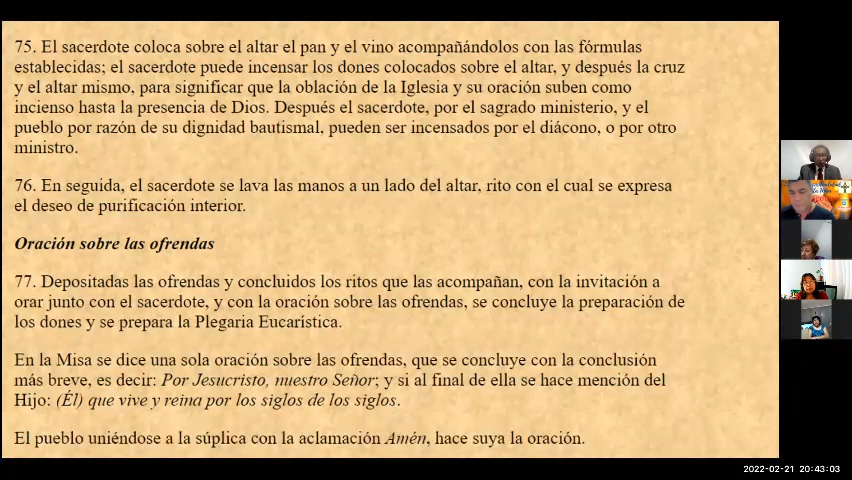 75. El sacerdote coloca sobre el altar el pan y el vino acompañándolos con las fórmulas
establecidas; el sacerdote puede incensar los dones colocados sobre el altar, y después la cruz
y el altar mismo, para significar que la oblación de la Iglesia y su oración suben como
incienso hasta la presencia de Dios. Después el sacerdote, por el sagrado ministerio, y el
pueblo por razón de su dignidad bautismal, pueden ser incensados por el diácono, o por otro
ministro.
76. En seguida, el sacerdote se lava las manos a un lado del altar, rito con el cual se expresa
el deseo de purificación interior.
Oración sobre las ofrendas
77. Depositadas las ofrendas y concluidos los ritos que las acompañan, con la invitación a
orar junto con el sacerdote, y con la oración sobre las ofrendas, se concluye la preparación de
los dones y se prepara la Plegaria Eucarística.
En la Misa se dice una sola oración sobre las ofrendas, que se concluye con la conclusión
más breve, es decir: Por Jesucristo, nuestro Señor; y si al final de ella se hace mención del
Hijo: (Él) que vive y reina por los siglos de los siglos.
El pueblo uniéndose a la súplica con la aclamación Amén, hace suya la oración.
2022-02-21 20:43:03